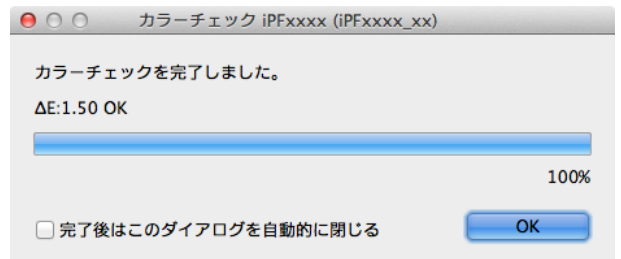 カラーチェック iPFxxxx (iPFxxxx_xx)
カラーチェックを完了しました。
ΔE:1.50 OK
100%
完了後はこのダイアログを自動的に閉じる
OK